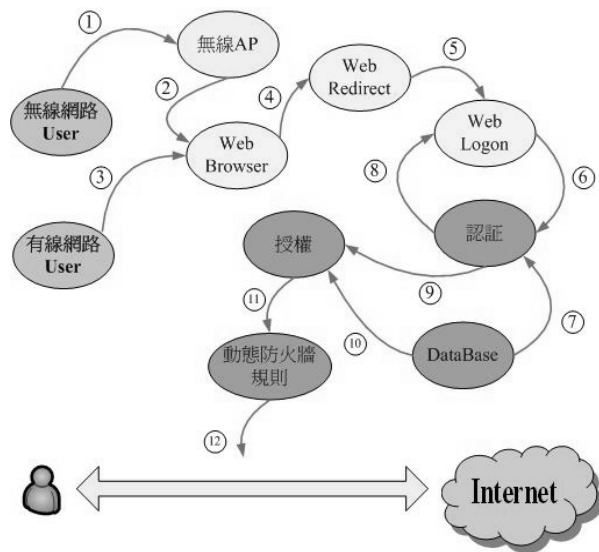 ①
無線AP
②
無線網路
User
③
Web
Browser
④
Web
Redirect
⑤
Web
Logon
⑥
⑧
有線網路
User
授權
認証
⑨
⑦
⑪
⑩
動態防火牆
規則
DataBase
⑫
Internet